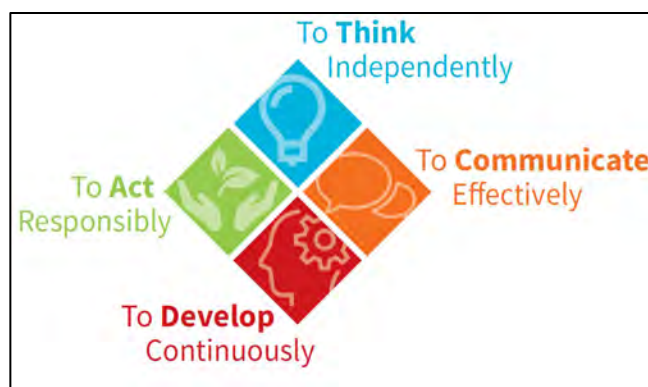 To Think
Independently
To Communicate
Effectively
To Act
Responsibly
To Develop
Continuously